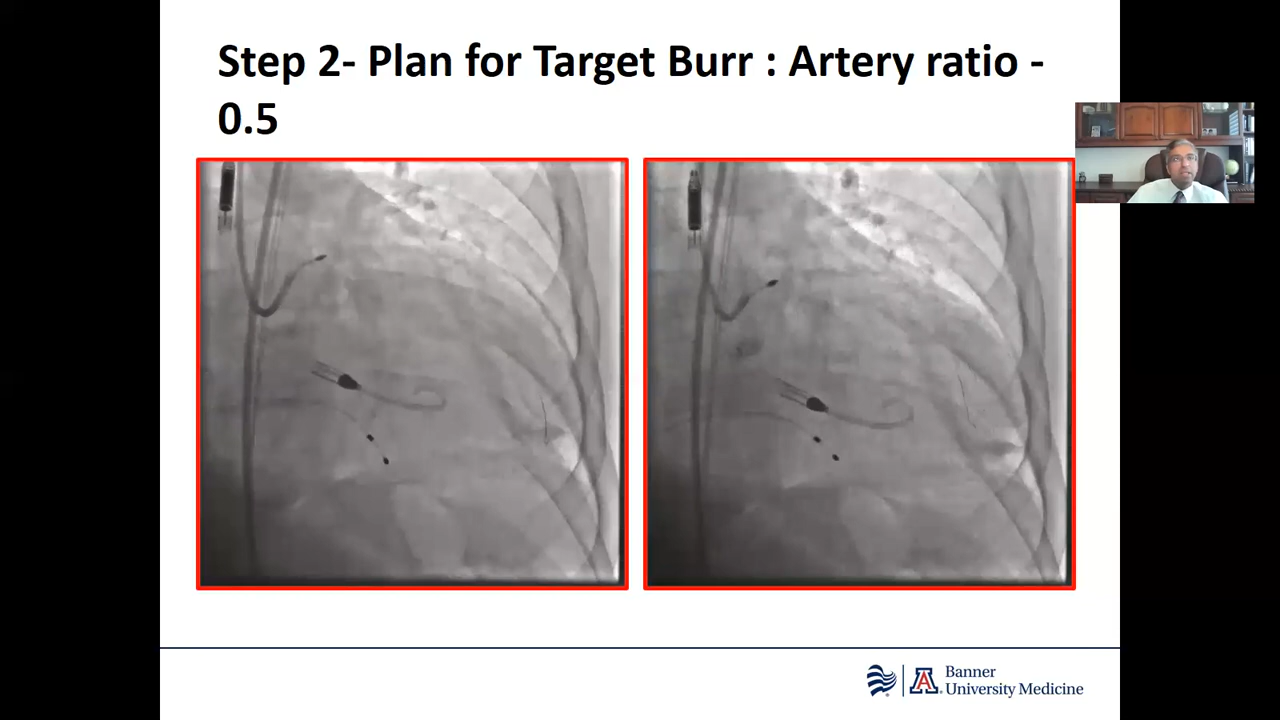 Step 2- Plan for Target Burr : Artery ratio -
0.5
Banner
University Medicine